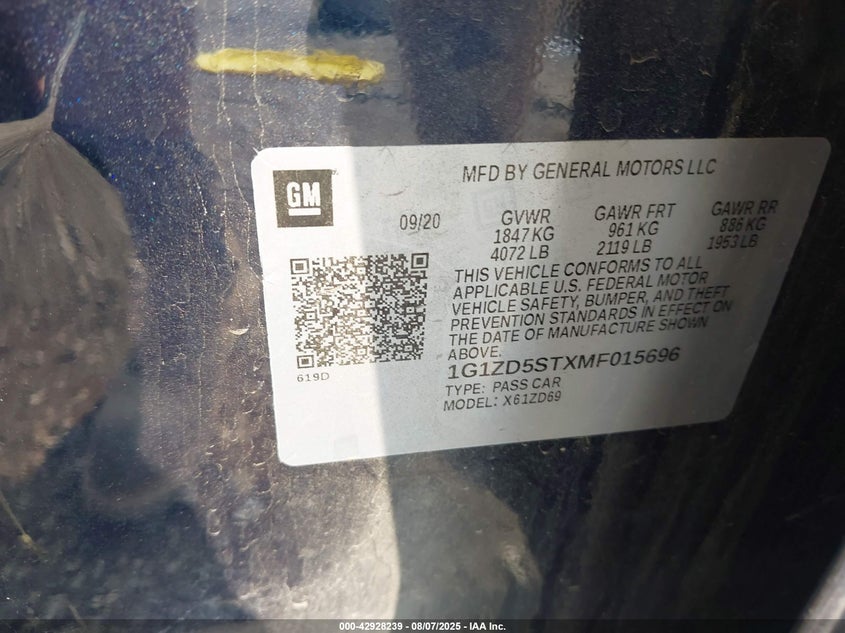 GM
MFD BY GENERAL MOTORS LLC
09/20
GVWR
1847 KG
4072 LB
GAWR FRT
961 KG
2119 LB
GAWR RR
886 KG
1953 LB
THIS VEHICLE CONFORMS TO ALL
APPLICABLE U.S. FEDERAL MOTOR
VEHICLE SAFETY, BUMPER, AND THEFT
PREVENTION STANDARDS IN EFFECT ON
THE DATE OF MANUFACTURE SHOWN
ABOVE.
619D
1G1ZD5STXMF015696
TYPE: PASS CAR
MODEL: X61ZD69
000-42928239 - 08/07/2025 - IAA Inc.